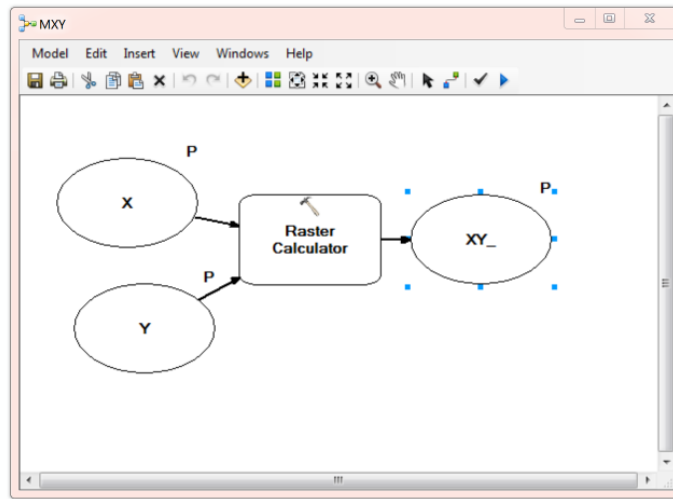 MXY
Model Edit Insert View Windows Help
P
X
Raster
Calculator
P
XY_
P
Y